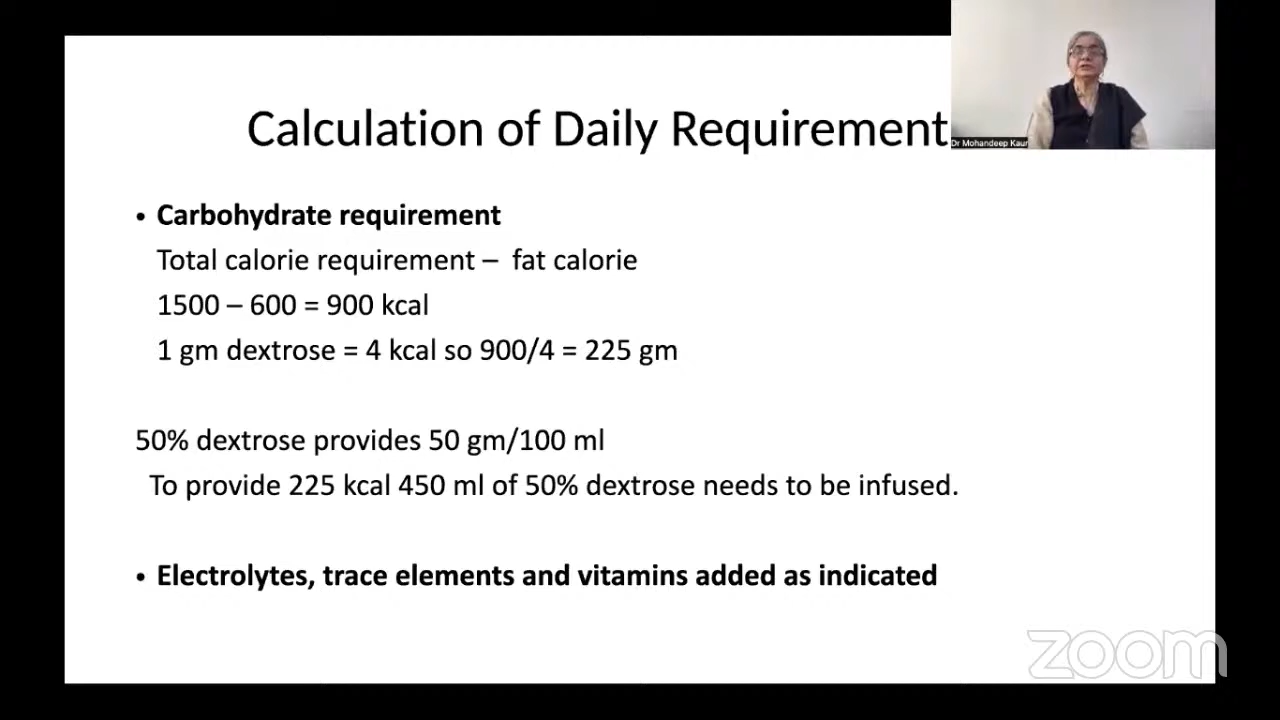 Calculation of Daily Requirement
Dr Mohandeep Kaur
• Carbohydrate requirement
Total calorie requirement – fat calorie
1500 – 600 = 900 kcal
1 gm dextrose = 4 kcal so 900/4 = 225 gm
50% dextrose provides 50 gm/100 ml
To provide 225 kcal 450 ml of 50% dextrose needs to be infused.
• Electrolytes, trace elements and vitamins added as indicated
zoom